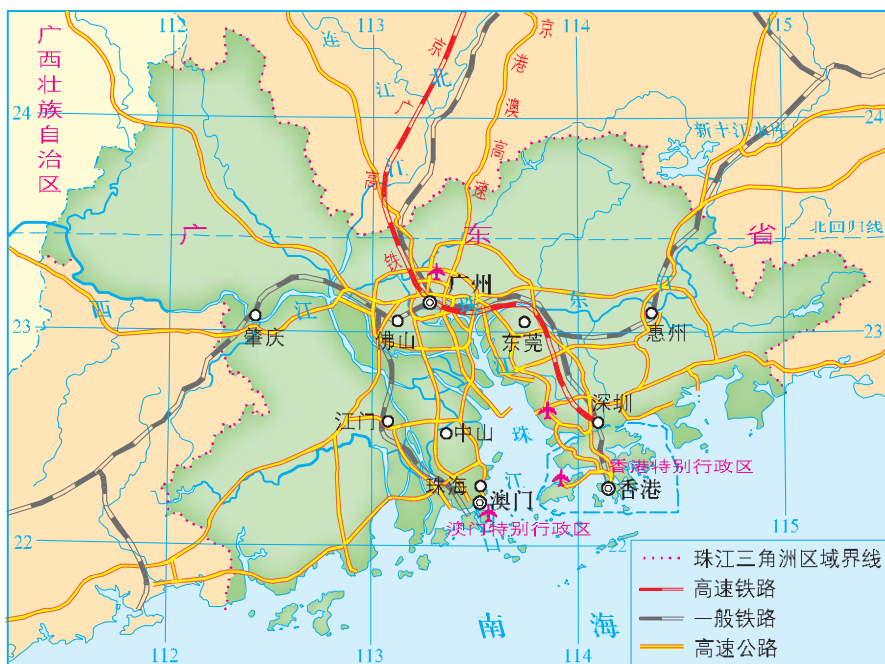 112
113
114
115
广西壮族自治区
连
江
北
江
京
广
高
铁
京
港
澳
高
速
24
24
新丰江水库
广
东
省
北回归线
西
江
广州
东
江
肇庆
佛山
东莞
惠州
23
23
江门
中山
深圳
珠
江
口
珠海
澳门
澳门特别行政区
香港特别行政区
香港
22
22
115
南
海
112
113
114
珠江三角洲区域界线
高速铁路
一般铁路
高速公路